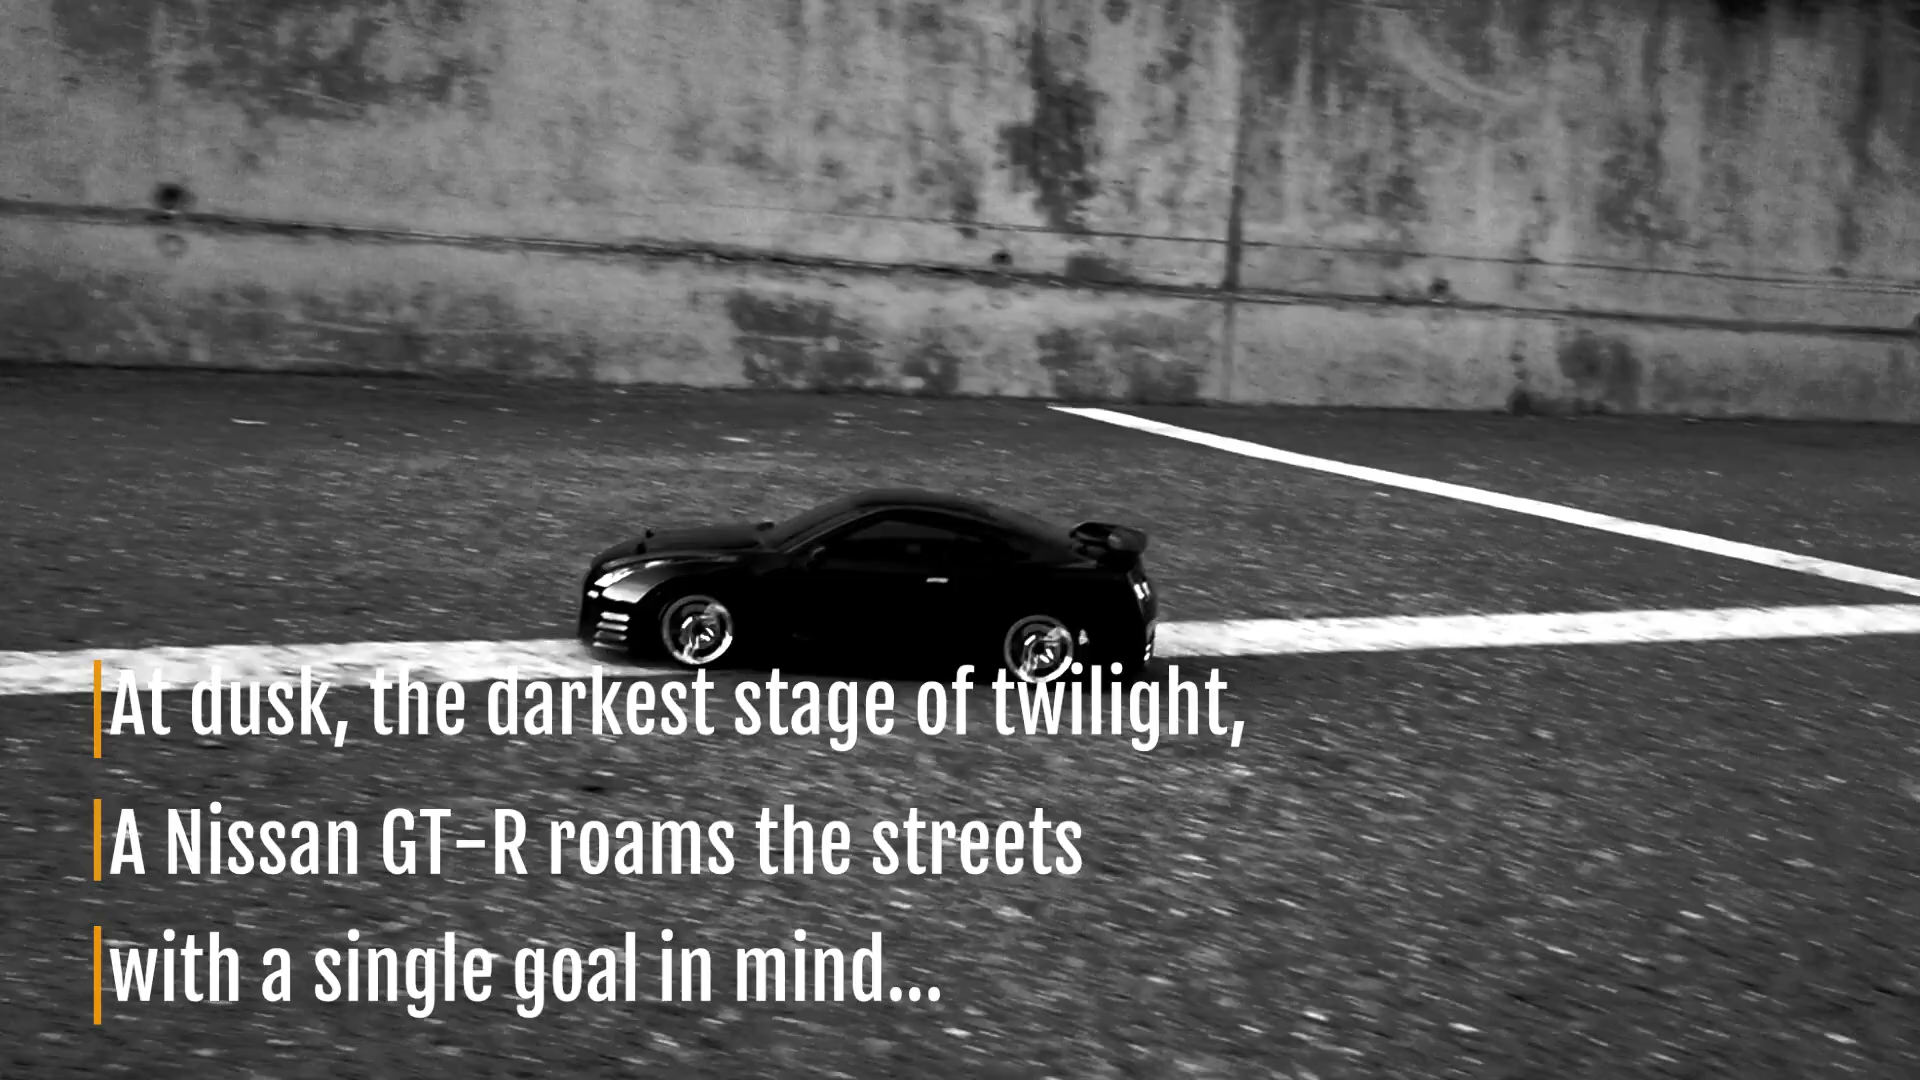 At dusk, the darkest stage of twilight,
A Nissan GT-R roams the streets
with a single goal in mind...